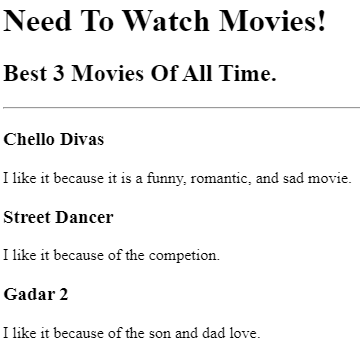 Need To Watch Movies!
Best 3 Movies Of All Time.
Chello Divas
I like it because it is a funny, romantic, and sad movie.
Street Dancer
I like it because of the competion.
Gadar 2
I like it because of the son and dad love.